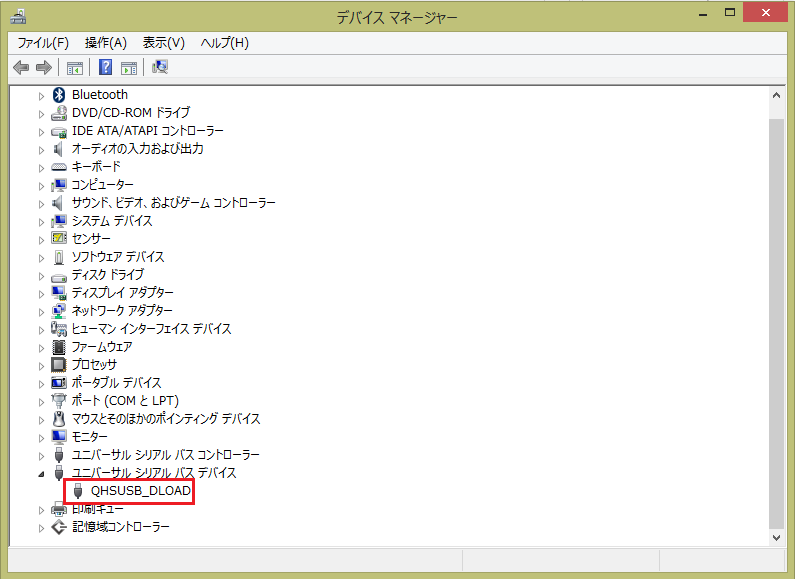 デバイス マネージャー
ファイル(F) 操作(A) 表示(V) ヘルプ(H)
Bluetooth
DVD/CD-ROM ドライブ
IDE ATA/ATAPI コントローラー
オーディオの入力および出力
キーボード
コンピューター
サウンド、ビデオ、およびゲーム コントローラー
システム デバイス
センサー
ソフトウェア デバイス
ディスク ドライブ
ディスプレイ アダプター
ネットワーク アダプター
ヒューマン インターフェイス デバイス
ファームウェア
プロセッサ
ポータブル デバイス
ポート (COM と LPT)
マウスとそのほかのポインティング デバイス
モニター
ユニバーサル シリアル バス コントローラー
ユニバーサル シリアル バス デバイス
QHSUSB_DLOAD
印刷キュー
記憶域コントローラー